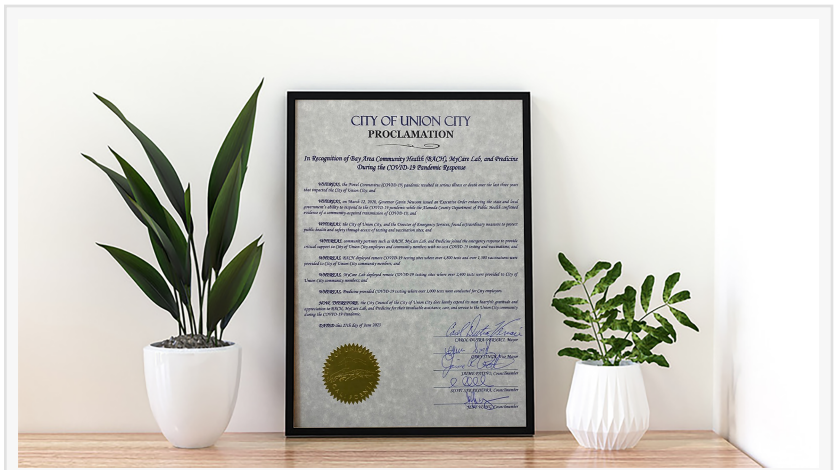 CITY OF UNION CITY
PROCLAMATION
In Recognition of Bay Area Community Health (BACH), MyCare Lab, and Predicine
During the COVID-19 Pandemic Response
WHEREAS, the Novel Coronavirus (COVID-19) pandemic resulted in serious illness or death over the last three years
that impacted the City of Union City; and
WHEREAS, on March 12, 2020, Governor Gavin Newsom issued an Executive Order enhancing the state and local
government's ability to respond to the COVID-19 pandemic while the Alameda County Department of Public Health confirmed
evidence of a community-acquired transmission of COVID-19; and
WHEREAS, the City of Union City, and the Director of Emergency Services, found extraordinary measures to protect
public health and safety through access of testing and vaccination sites; and
WHEREAS, community partners such as BACH, MyCare Lab, and Predicine joined the emergency response to provide
critical support to City of Union City employees and community members with no cost COVID-19 testing and vaccination; and
WHEREAS, BACH deployed remote COVID-19 testing sites where over 4,800 tests and over 1,300 vaccinations were
provided to City of Union City community members; and
WHEREAS, MyCare Lab deployed remote COVID-19 testing sites where over 2,400 tests were provided to City of
Union City community members; and
WHEREAS, Predicine provided COVID-19 testing where over 1,000 tests were conducted for City employees.
NOW, THEREFORE, the City Council of the City of Union City does hereby extend its most heartfelt gratitude and
appreciation to BACH, MyCare Lab, and Predicine for their invaluable assistance, care, and service to the Union City community
during the COVID-19 Pandemic.
DATED this day of June 2023
CAROL DUTRA-VERNACI, Mayor
GARY SINGH, Vice Mayor
JAIME PATIÑO, Councilmember
Councilmember
JEFF WANG, Councilmember